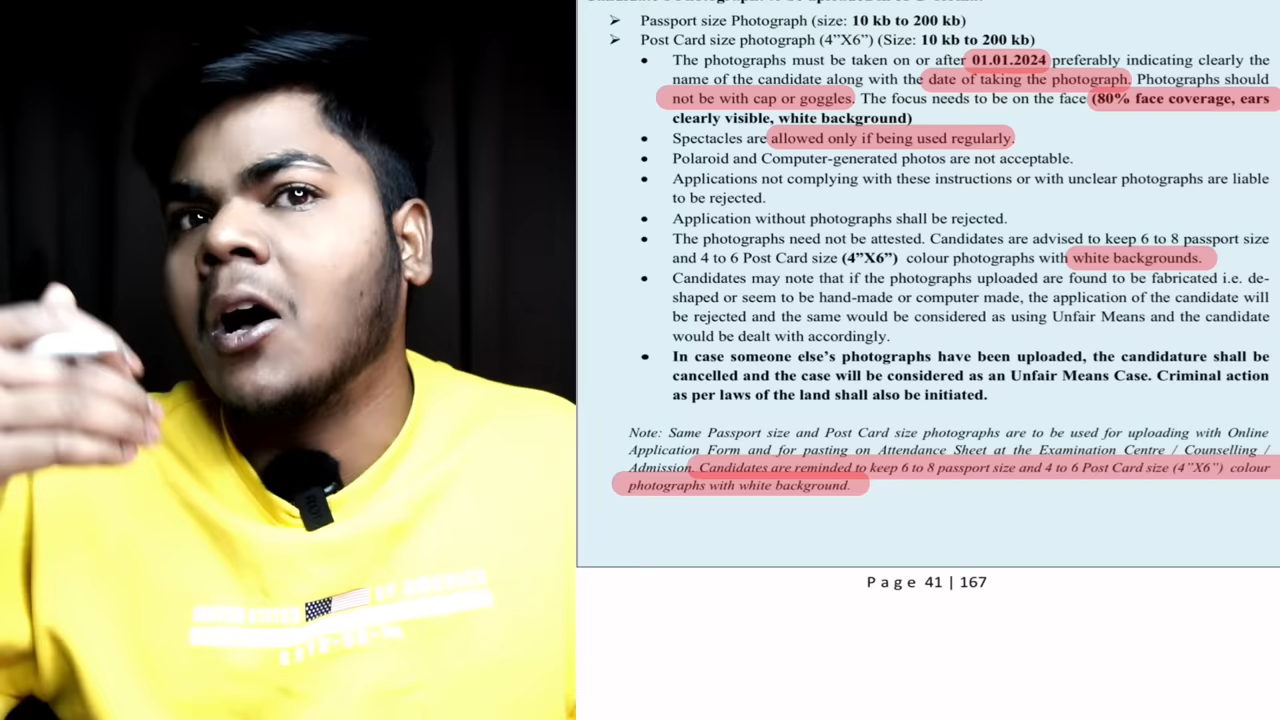 ➢ Passport size Photograph (size: 10 kb to 200 kb)
➢ Post Card size photograph (4”X6”) (Size: 10 kb to 200 kb)
• The photographs must be taken on or after 01.01.2024 preferably indicating clearly the
name of the candidate along with the date of taking the photograph. Photographs should
not be with cap or goggles. The focus needs to be on the face (80% face coverage, ears
clearly visible, white background)
• Spectacles are allowed only if being used regularly.
• Polaroid and Computer-generated photos are not acceptable.
• Applications not complying with these instructions or with unclear photographs are liable
to be rejected.
• Application without photographs shall be rejected.
• The photographs need not be attested. Candidates are advised to keep 6 to 8 passport size
and 4 to 6 Post Card size (4”X6”) colour photographs with white backgrounds.
• Candidates may note that if the photographs uploaded are found to be fabricated i.e. de-
shaped or seem to be hand-made or computer made, the application of the candidate will
be rejected and the same would be considered as using Unfair Means and the candidate
would be dealt with accordingly.
• In case someone else’s photographs have been uploaded, the candidature shall be
cancelled and the case will be considered as an Unfair Means Case. Criminal action
as per laws of the land shall also be initiated.
Note: Same Passport size and Post Card size photographs are to be used for uploading with Online
Application Form and for pasting on Attendance Sheet at the Examination Centre / Counselling /
Admission. Candidates are reminded to keep 6 to 8 passport size and 4 to 6 Post Card size (4”X6”) colour
photographs with white background.
Page 41 | 167